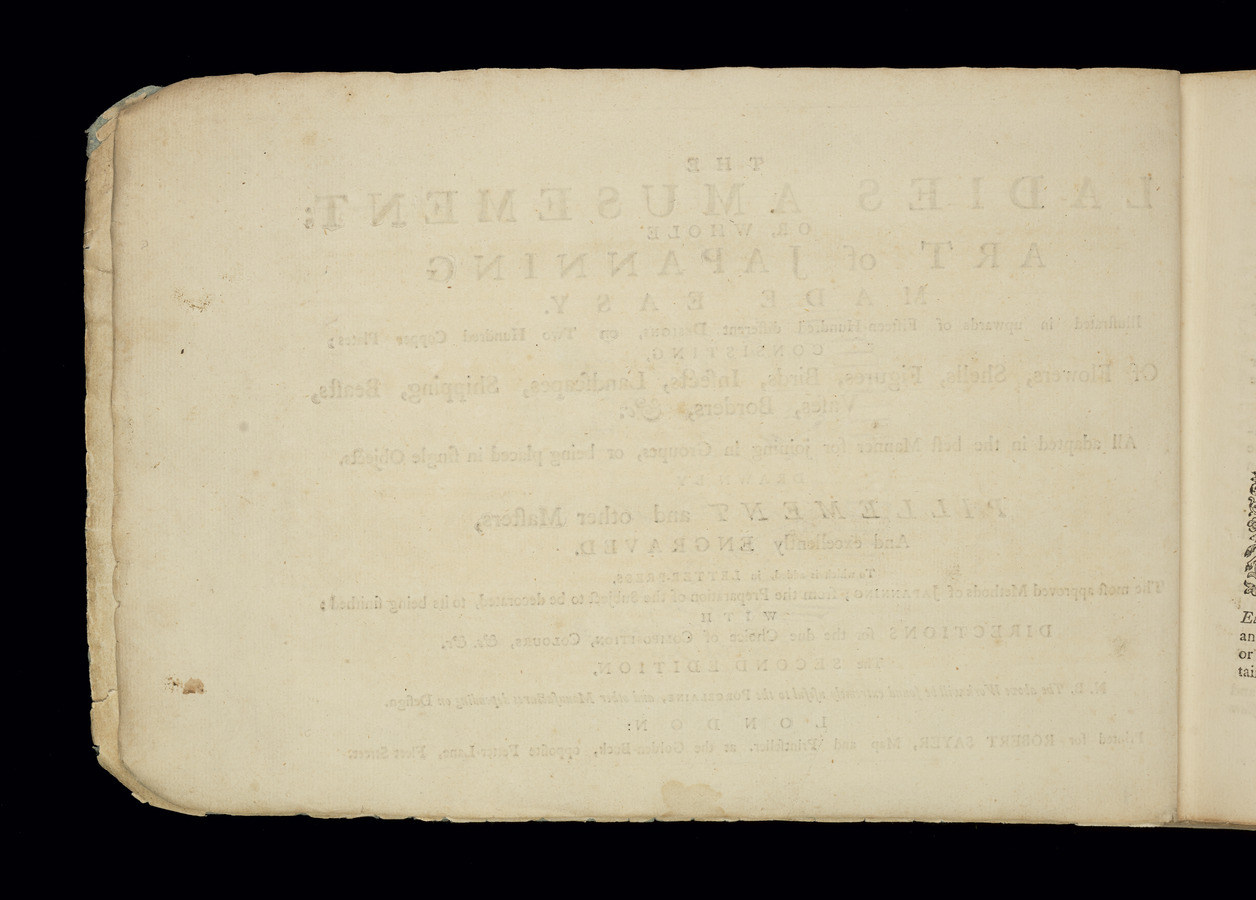 THE
LADIES AMUSEMENT:
OR, WHOLE
ART of JAPANNING
MADE EASY.
Illustrated in upwards of Fifteen Hundred different DESIGNS, on Two Hundred Copper Plates;
CONSISTING,
Of Flowers, Shells, Figures, Birds, Inſects, Landſcapes, Shipping, Beaſts,
Vaſes, Borders, &c.
All adapted in the beſt Manner for joining in Groupes, or being placed in ſingle Objects.
DRAWN BY
PILLEMENT and other Maſters,
And excellently ENGRAVED.
To which is added, in LETTER-PRESS,
The moſt approved Methods of JAPANNING; from the Preparation of the Subject to be decorated, to its being finiſhed:
WITH
DIRECTIONS for the due Choice of COMPOSITION, COLOURS, &c. &c.
The SECOND EDITION.
N. B. The above Work will be found extremely uſeful to the PORCELAINE, and other Manufactures depending on Deſign.
LONDON:
Printed for ROBERT SAYER, Map and Printſeller, at the Golden-Buck, oppoſite Fetter-Lane, Fleet-Street.
an
or
tai